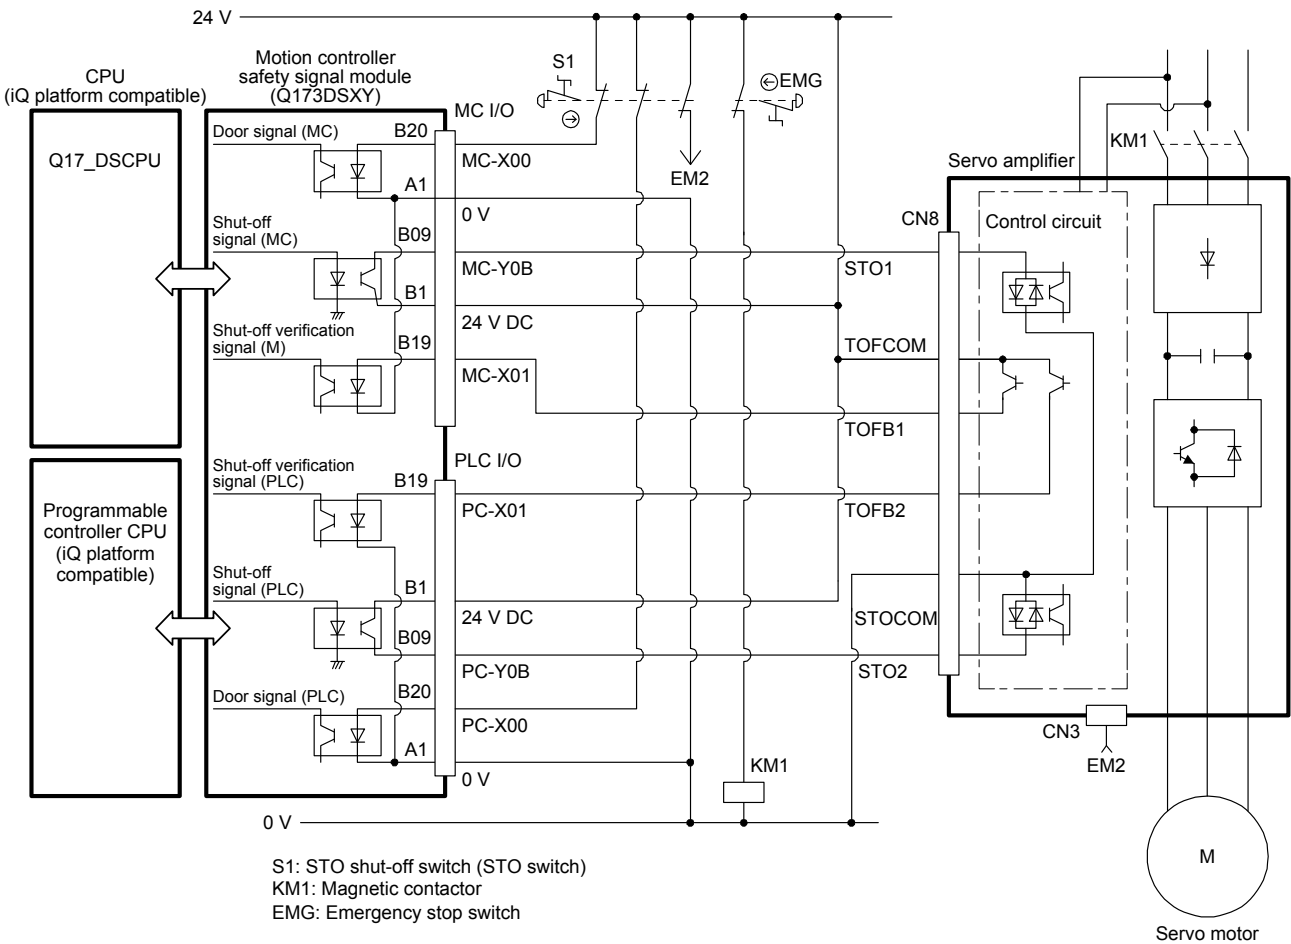 24 V
S1
EMG
Motion controller
safety signal module
(Q173DSXY)
CPU
(iQ platform compatible)
Q17_DSCPU
MC I/O
Door signal (MC)
B20
MC-X00
A1
0 V
EM2
Shut-off
signal (MC)
B09
MC-Y0B
B1
24 V DC
Shut-off verification
signal (M)
B19
MC-X01
KM1
Servo amplifier
CN8
Control circuit
STO1
TOFCOM
TOFB1
TOFB2
STOCOM
STO2
PLC I/O
Programmable
controller CPU
(iQ platform
compatible)
Shut-off verification
signal (PLC)
B19
PC-X01
Shut-off
signal (PLC)
B1
24 V DC
B09
PC-Y0B
Door signal (PLC)
B20
PC-X00
A1
0 V
KM1
CN3
EM2
0 V
M
Servo motor
S1: STO shut-off switch (STO switch)
KM1: Magnetic contactor
EMG: Emergency stop switch